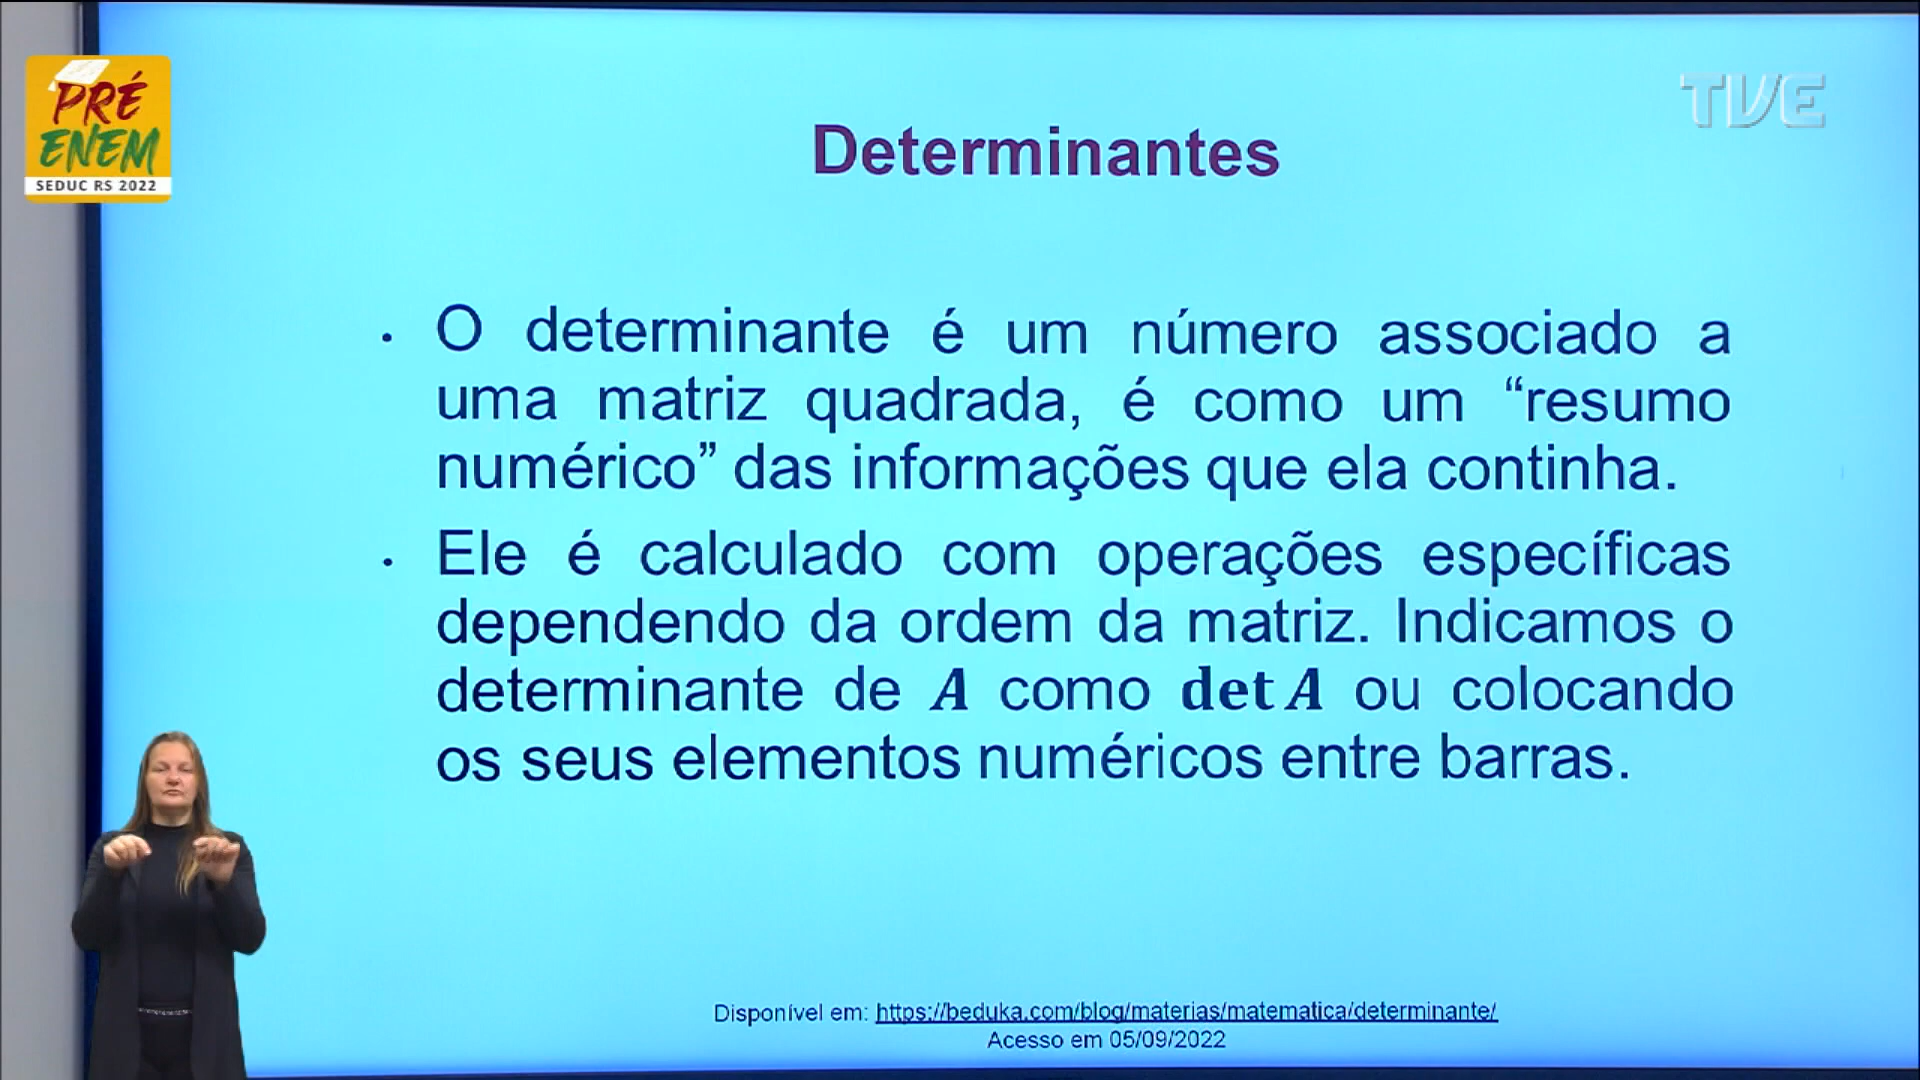 PRÉ
ENEM
SEDUC RS 2022
TVE
Determinantes
• O determinante é um número associado a
uma matriz quadrada, é como um “resumo
numérico” das informações que ela continha.
• Ele é calculado com operações específicas
dependendo da ordem da matriz. Indicamos o
determinante de A como det A ou colocando
os seus elementos numéricos entre barras.
Disponível em: https://beduka.com/blog/materias/matematica/determinante/
Acesso em 05/09/2022